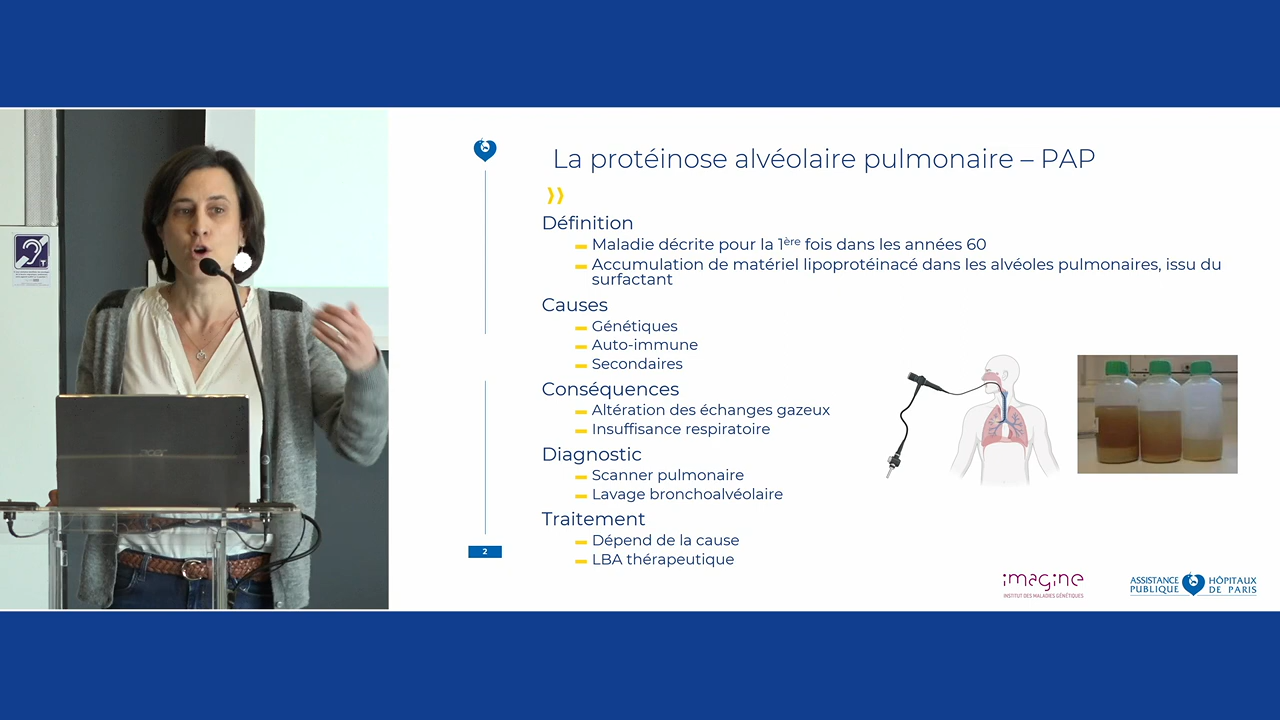 La protéinose alvéolaire pulmonaire – PAP
Définition
Maladie décrite pour la 1ère fois dans les années 60
Accumulation de matériel lipoprotéinacé dans les alvéoles pulmonaires, issu du
surfactant
Causes
Génétiques
Auto-immune
Secondaires
Conséquences
Altération des échanges gazeux
Insuffisance respiratoire
Diagnostic
Scanner pulmonaire
Lavage bronchoalvéolaire
Traitement
Dépend de la cause
LBA thérapeutique
2
imagine
INSTITUT DES MALADIES GÉNÉTIQUES
ASSISTANCE HÔPITAUX
PUBLIQUE DE PARIS
acer
T